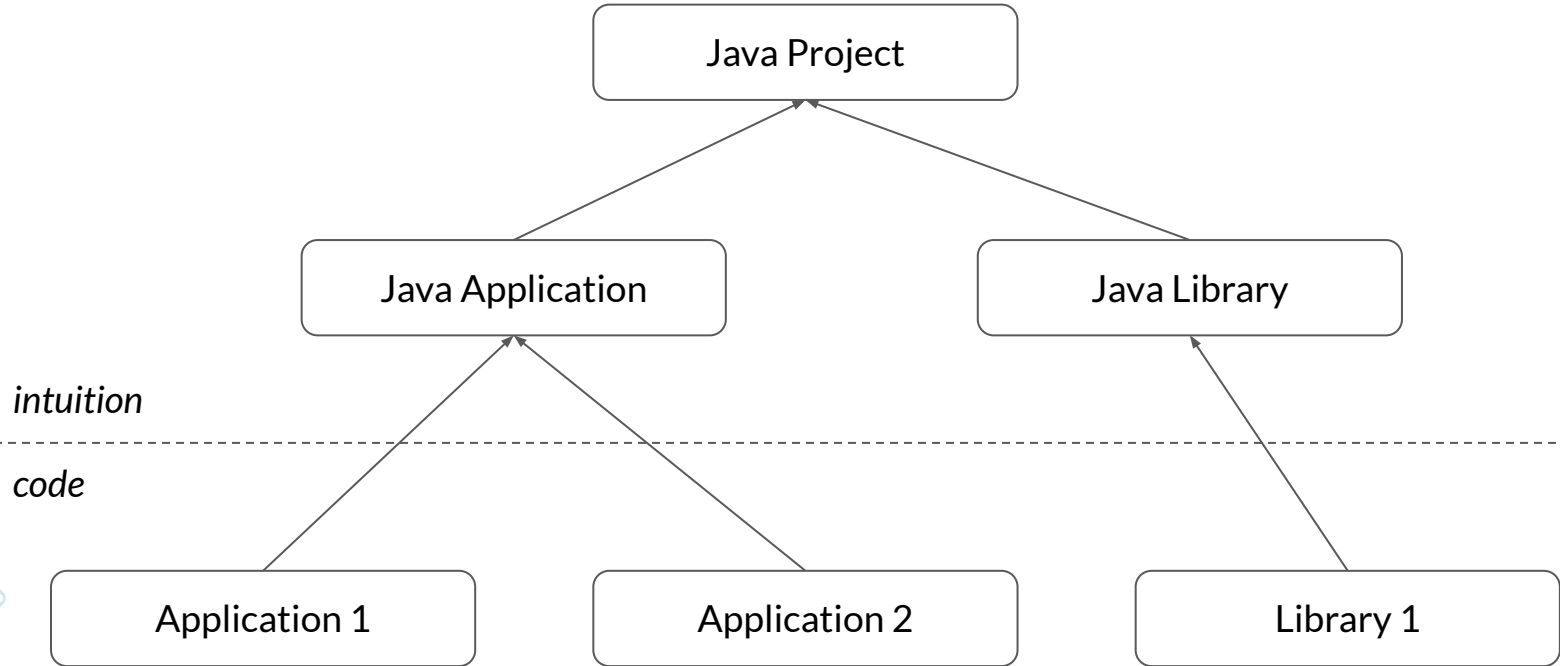 Java Project
Java Application
Java Library
intuition
code
Application 1
Application 2
Library 1